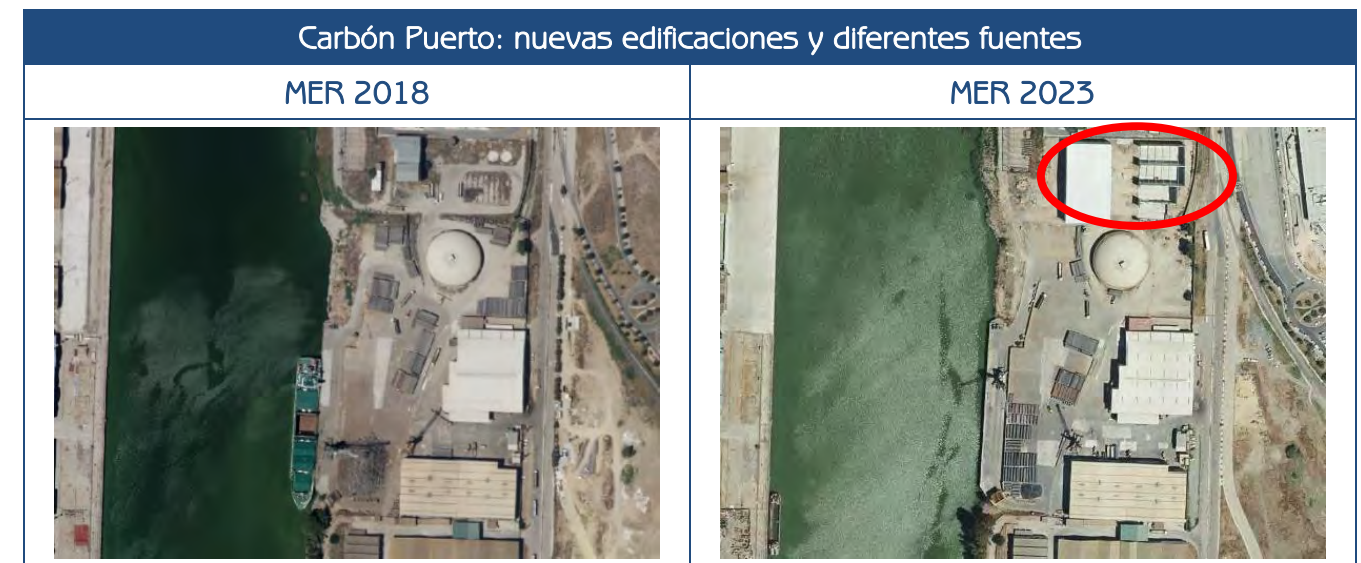 Carbón Puerto: nuevas edificaciones y diferentes fuentes
MER 2018
MER 2023